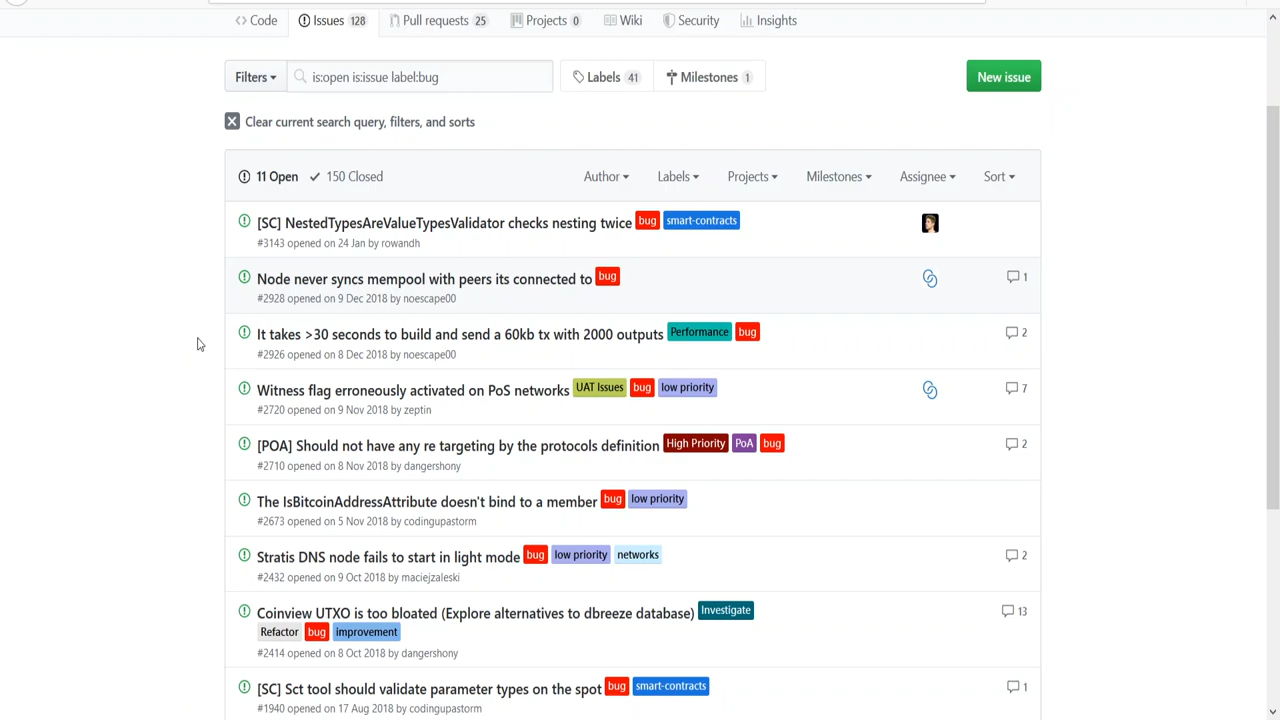 Code Issues 128 Pull requests 25 Projects 0 Wiki Security Insights
Filters is:open is:issue label:bug Labels 41 Milestones 1 New issue
Clear current search query, filters, and sorts
11 Open 150 Closed Author Labels Projects Milestones Assignee Sort
[SC] NestedTypesAreValueTypesValidator checks nesting twice bug smart-contracts
#3143 opened on 24 Jan by rowandh
Node never syncs mempool with peers its connected to bug 1
#2928 opened on 9 Dec 2018 by noescape00
It takes >30 seconds to build and send a 60kb tx with 2000 outputs Performance bug 2
#2926 opened on 8 Dec 2018 by noescape00
Witness flag erroneously activated on PoS networks UAT Issues bug low priority 7
#2720 opened on 9 Nov 2018 by zeptin
[POA] Should not have any re targeting by the protocols definition High Priority PoA bug 2
#2710 opened on 8 Nov 2018 by dangershony
The IsBitcoinAddressAttribute doesn't bind to a member bug low priority
#2673 opened on 5 Nov 2018 by codingupastorm
Stratis DNS node fails to start in light mode bug low priority networks 2
#2432 opened on 9 Oct 2018 by maciejzaleski
Coinview UTXO is too bloated (Explore alternatives to dbreeze database) Investigate 13
Refactor bug improvement
#2414 opened on 8 Oct 2018 by dangershony
[SC] Sct tool should validate parameter types on the spot bug smart-contracts 1
#1940 opened on 17 Aug 2018 by codingupastorm